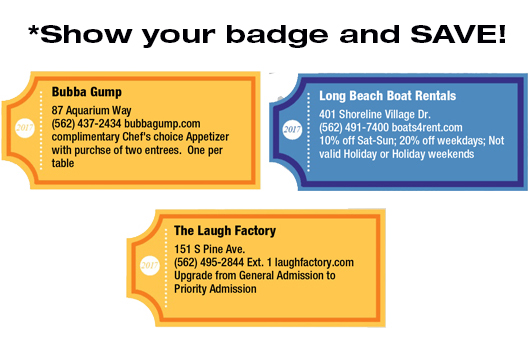 *Show your badge and SAVE!
Bubba Gump
87 Aquarium Way
(562) 437-2434 bubbagump.com
complimentary Chef's choice Appetizer
with purchse of two entrees. One per
table
2017
Long Beach Boat Rentals
401 Shoreline Village Dr.
(562) 491-7400 boats4rent.com
10% off Sat-Sun; 20% off weekdays; Not
valid Holiday or Holiday weekends
2017
The Laugh Factory
151 S Pine Ave.
(562) 495-2844 Ext. 1 laughfactory.com
Upgrade from General Admission to
Priority Admission
2017